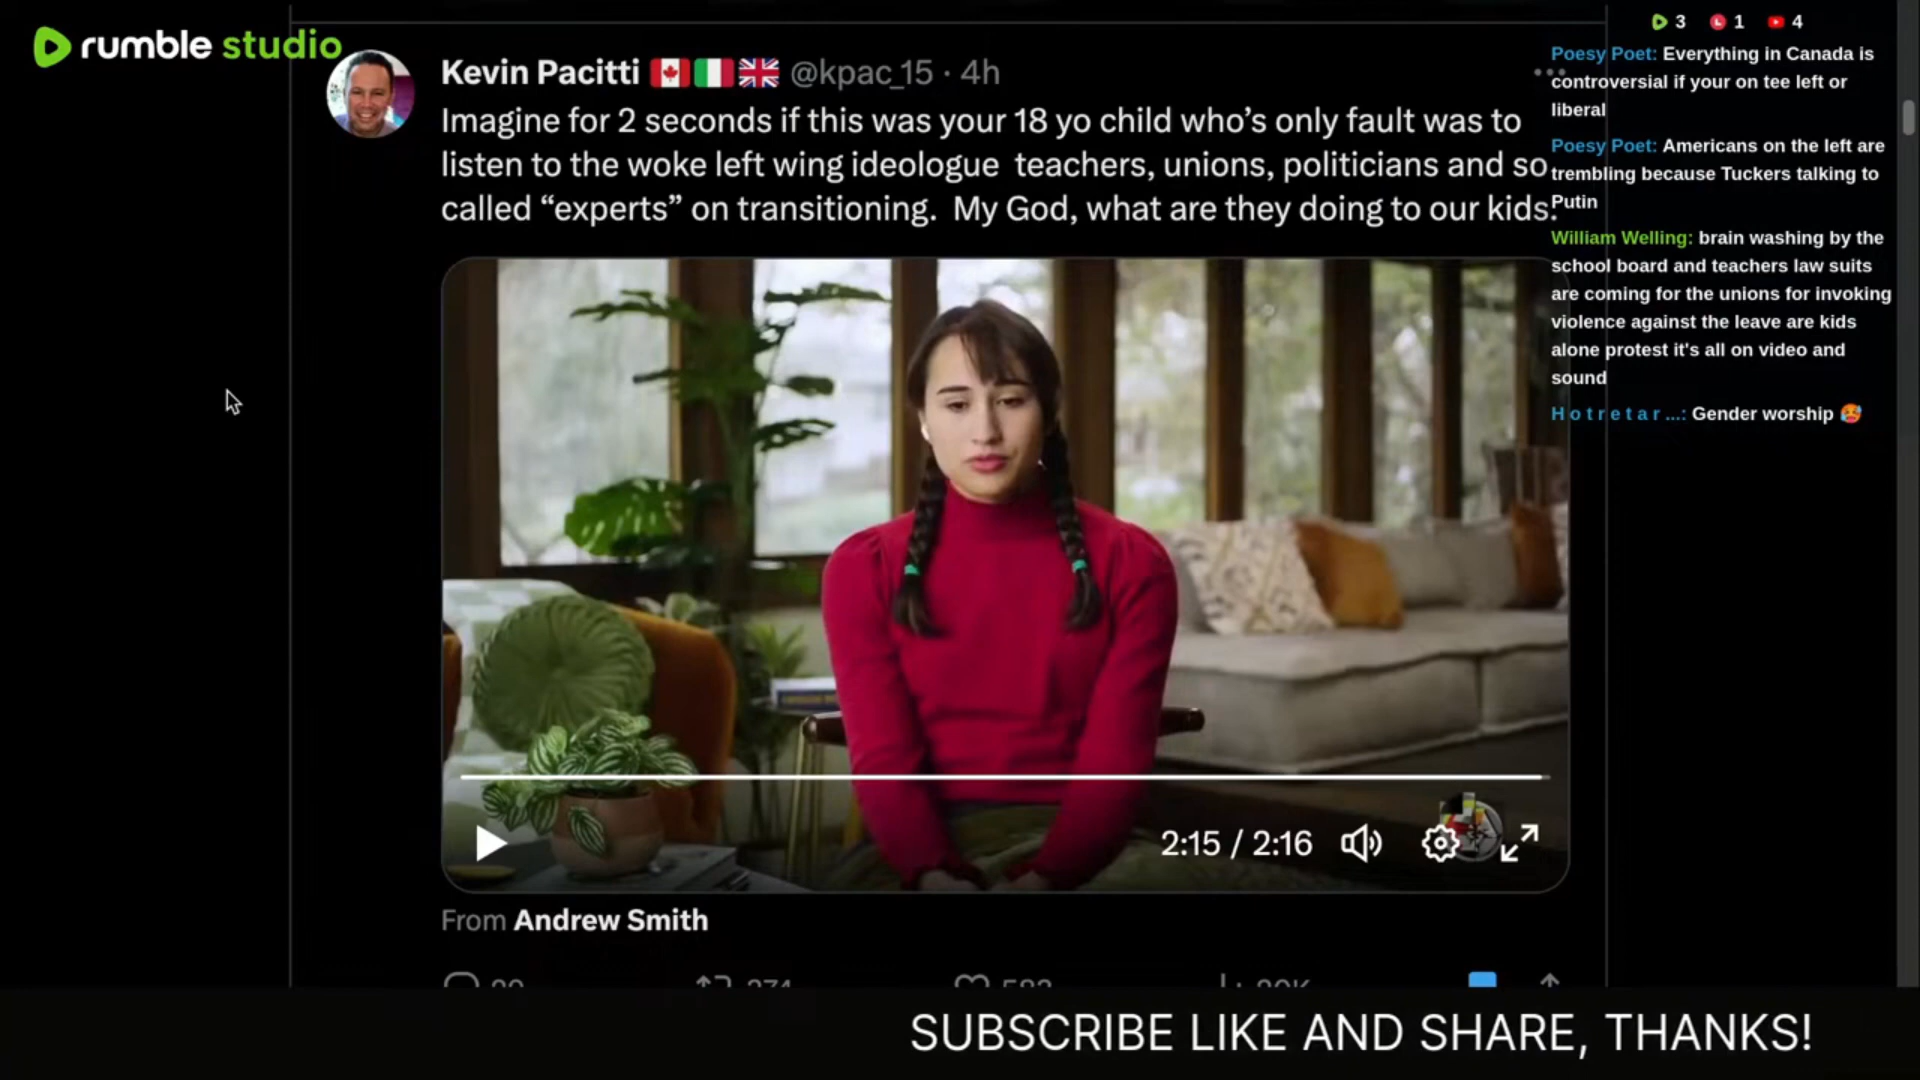 rumble studio
Kevin Pacitti 🇨🇦🇮🇹🇬🇧 @kpac_15 · 4h
Imagine for 2 seconds if this was your 18 yo child who’s only fault was to
listen to the woke left wing ideologue teachers, unions, politicians and so
called “experts” on transitioning. My God, what are they doing to our kids.
2:15 / 2:16
From Andrew Smith
3 1 4
Poesy Poet: Everything in Canada is
controversial if your on tee left or
liberal
Poesy Poet: Americans on the left are
trembling because Tuckers talking to
Putin
William Welling: brain washing by the
school board and teachers law suits
are coming for the unions for invoking
violence against the leave are kids
alone protest it's all on video and
sound
H o t r e t a r ...: Gender worship 🥵
SUBSCRIBE LIKE AND SHARE, THANKS!